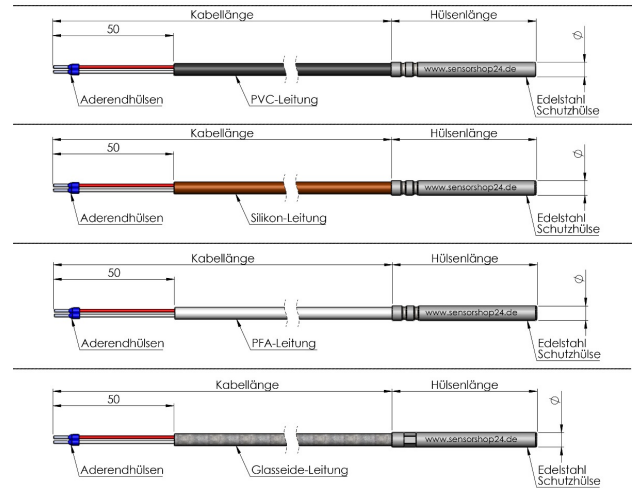 Kabellänge Hülsenlänge
50 Ø
www.sensorshop24.de
Aderendhülsen PVC-Leitung Edelstahl
Schutzhülse
Kabellänge Hülsenlänge
50 Ø
www.sensorshop24.de
Aderendhülsen Silikon-Leitung Edelstahl
Schutzhülse
Kabellänge Hülsenlänge
50 Ø
www.sensorshop24.de
Aderendhülsen PFA-Leitung Edelstahl
Schutzhülse
Kabellänge Hülsenlänge
50 Ø
www.sensorshop24.de
Aderendhülsen Glasseide-Leitung Edelstahl
Schutzhülse